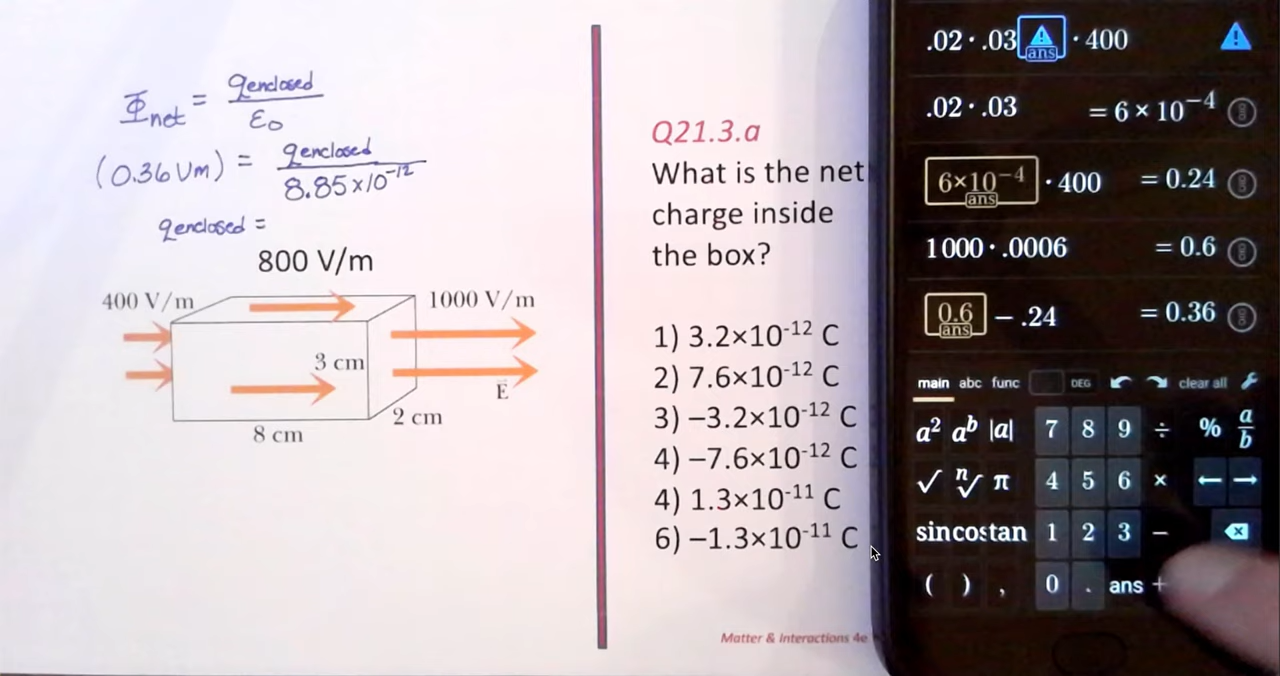 Φnet = qenclosed / ε0
(0.36 Vm) = qenclosed / 8.85×10⁻¹²
qenclosed =
800 V/m
400 V/m
1000 V/m
3 cm
E⃗
2 cm
8 cm
Q21.3.a
What is the net
charge inside
the box?
1) 3.2×10⁻¹² C
2) 7.6×10⁻¹² C
3) −3.2×10⁻¹² C
4) −7.6×10⁻¹² C
4) 1.3×10⁻¹¹ C
6) −1.3×10⁻¹¹ C
Matter & Interactions 4e
.02 · .03 ans · 400
.02 · .03 = 6 × 10⁻⁴
6×10⁻⁴ ans · 400 = 0.24
1000 · .0006 = 0.6
0.6 ans − .24 = 0.36
main abc func DEG clear all
a² aᵇ |a| 7 8 9 ÷ % a/b
√ ⁿ√ π 4 5 6 × ← →
sin cos tan 1 2 3 −
( ) , 0 . ans +